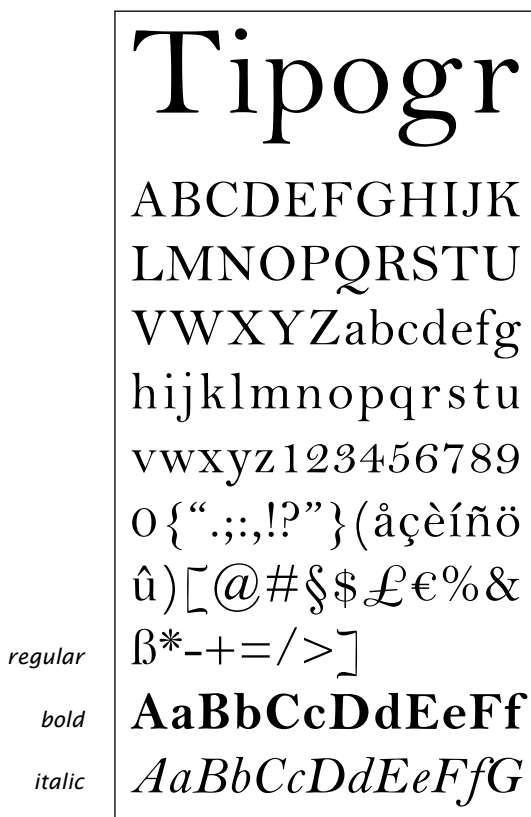 Tipogr
ABCDEFGHIJK
LMNOPQRSTU
VWXYZabcdefg
hijklmnopqrstu
vwxyz123456789
0{“.;:,!?”}(åçèíñö
û)[@#§$£€%&
regular ß*-+=/>]
bold AaBbCcDdEeFf
italic AaBbCcDdEeFfG